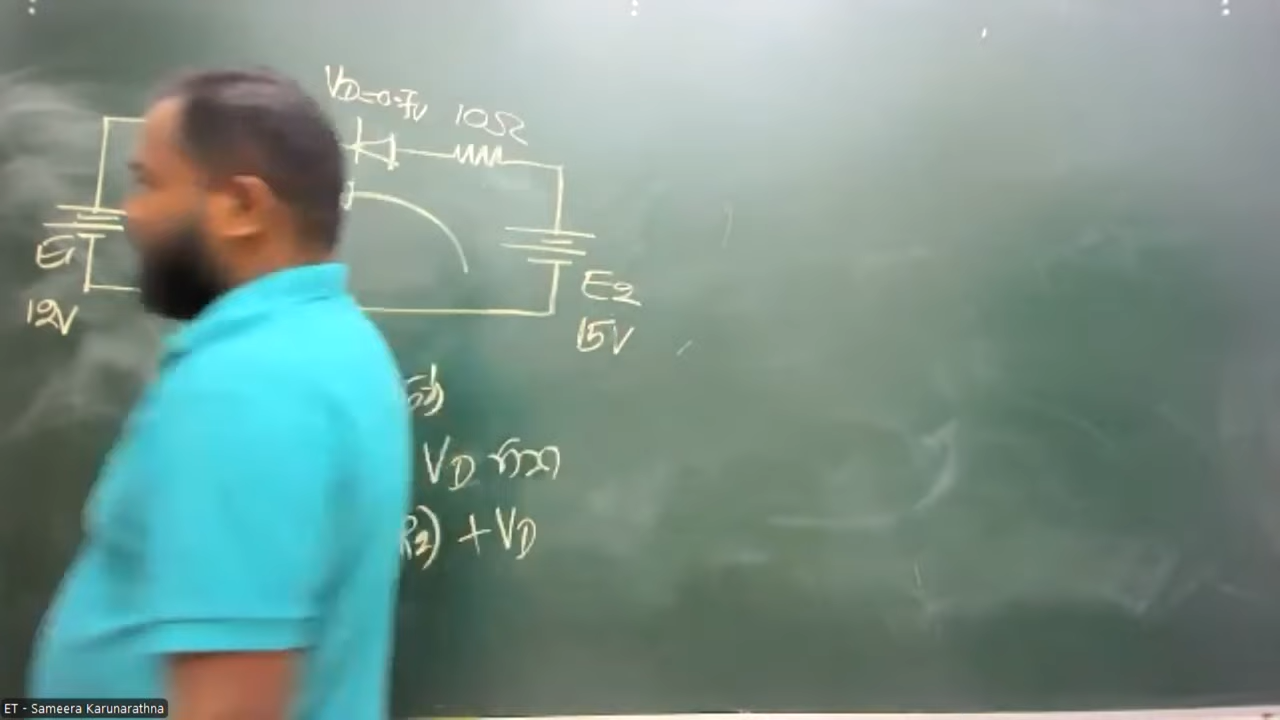 VD=0.7V 10Ω
E1
12V
E2
15V
VD
R2) + VD
ET - Sameera Karunarathna